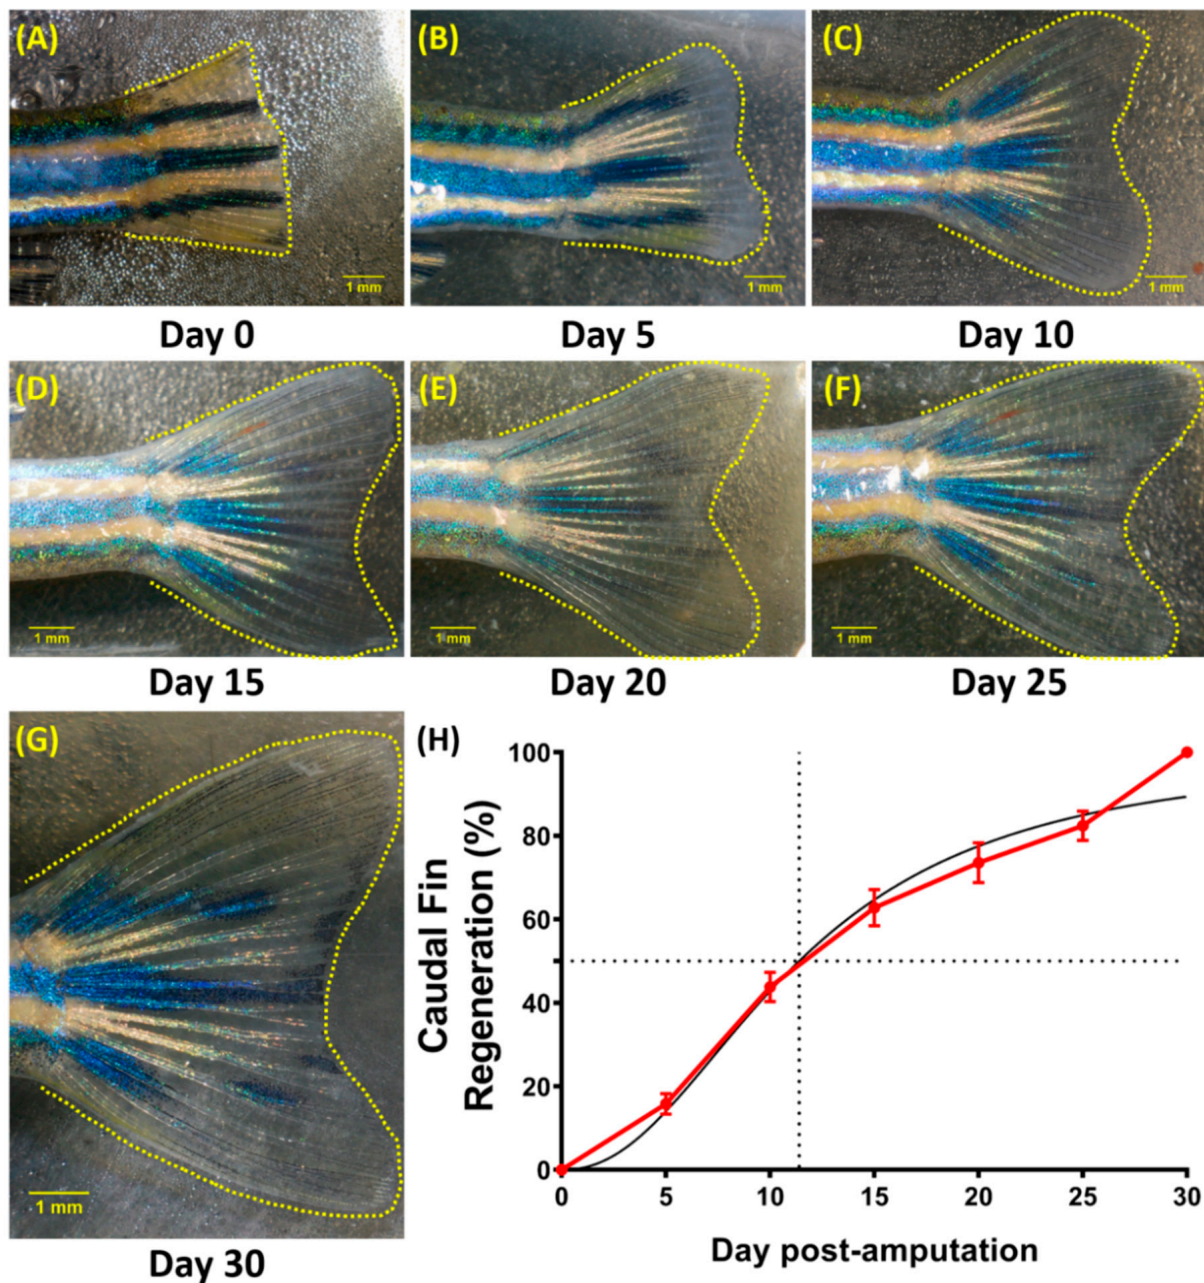 (A)
1 mm
Day 0
(B)
1 mm
Day 5
(C)
1 mm
Day 10
(D)
1 mm
Day 15
(E)
1 mm
Day 20
(F)
1 mm
Day 25
(G)
1 mm
Day 30
(H)
Caudal Fin
Regeneration (%)
100
80
60
40
20
0
0 5 10 15 20 25 30
Day post-amputation